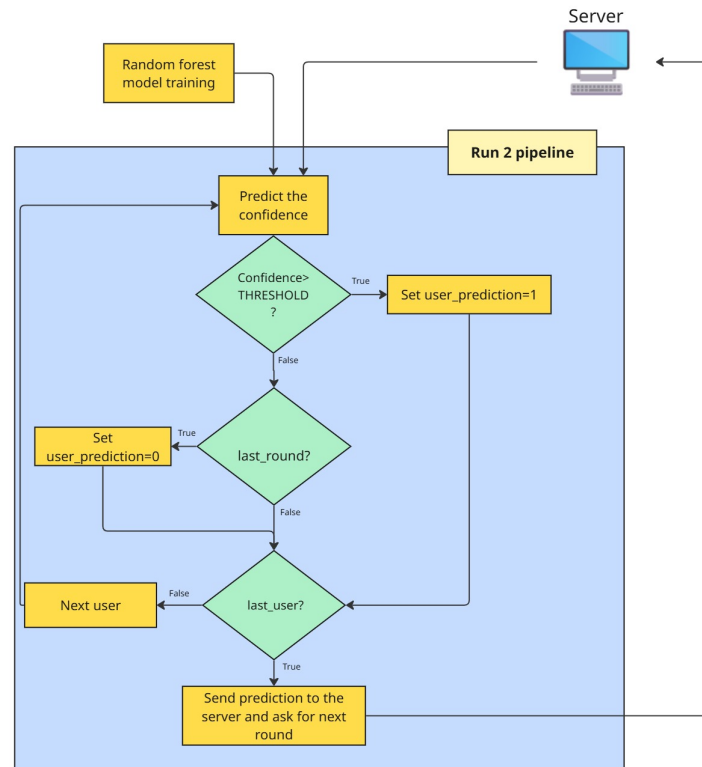 Server
Random forest
model training
Run 2 pipeline
Predict the
confidence
Confidence>
THRESHOLD
?
True
Set user_prediction=1
False
True
Set
user_prediction=0
last_round?
False
Next user
False
last_user?
True
Send prediction to the
server and ask for next
round